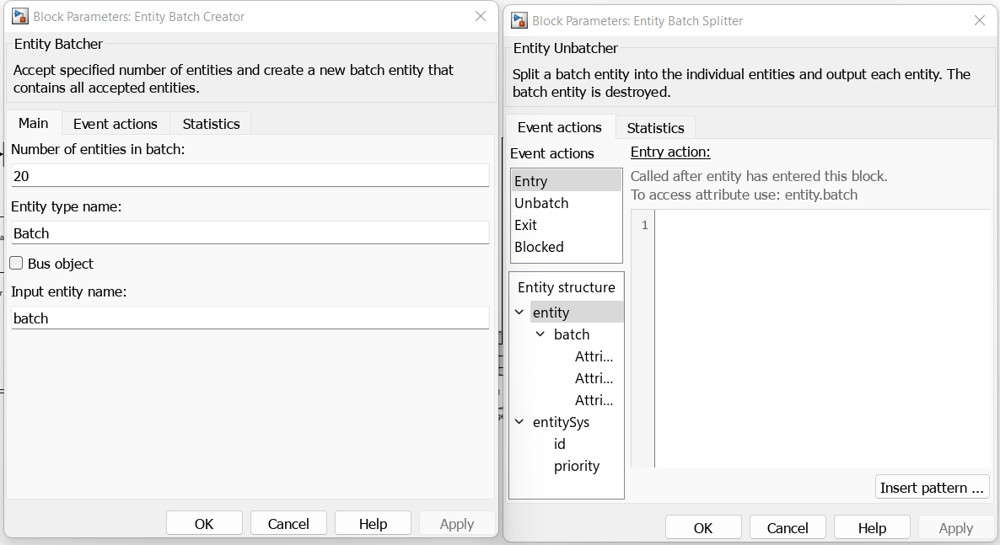 Block Parameters: Entity Batch Creator
Entity Batcher
Accept specified number of entities and create a new batch entity that
contains all accepted entities.
Main
Event actions
Statistics
Number of entities in batch:
20
Entity type name:
Batch
Bus object
Input entity name:
batch
OK
Cancel
Help
Apply
Block Parameters: Entity Batch Splitter
Entity Unbatcher
Split a batch entity into the individual entities and output each entity. The
batch entity is destroyed.
Event actions
Statistics
Event actions
Entry
Unbatch
Exit
Blocked
Entity structure
entity
batch
Attri...
Attri...
Attri...
entitySys
id
priority
Entry action:
Called after entity has entered this block.
To access attribute use: entity.batch
1
Insert pattern ...
OK
Cancel
Help
Apply